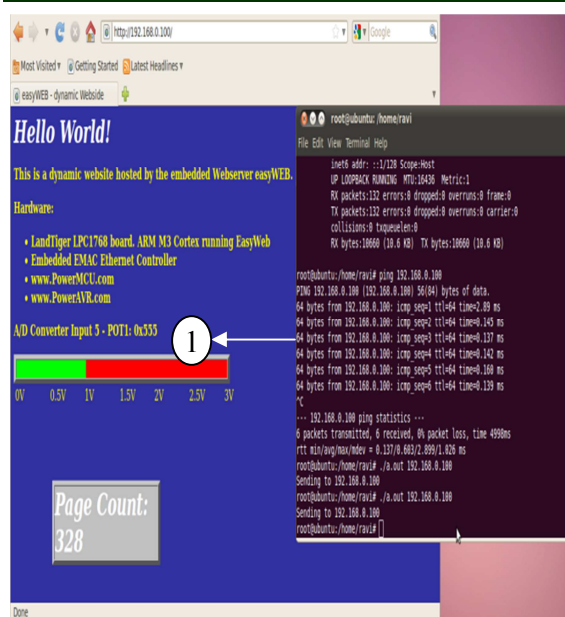 http://192.168.0.100/
Google
Most Visited
Getting Started
Latest Headlines
easyWEB - dynamic Webside
Hello World!
This is a dynamic website hosted by the embedded Webserver easyWEB.
Hardware:
LandTiger LPC1768 board. ARM M3 Cortex running EasyWeb
Embedded EMAC Ethernet Controller
www.PowerMCU.com
www.PowerAVR.com
A/D Converter Input 5 - POT1: 0x555
1
0V 0.5V 1V 1.5V 2V 2.5V 3V
Page Count:
328
Done
root@ubuntu: /home/ravi
File Edit View Terminal Help
inet6 addr: ::1/128 Scope:Host
UP LOOPBACK RUNNING MTU:16436 Metric:1
RX packets:132 errors:0 dropped:0 overruns:0 frame:0
TX packets:132 errors:0 dropped:0 overruns:0 carrier:0
collisions:0 txqueuelen:0
RX bytes:10660 (10.6 KB) TX bytes:10660 (10.6 KB)
root@ubuntu:/home/ravi# ping 192.168.0.100
PING 192.168.0.100 (192.168.0.100) 56(84) bytes of data.
64 bytes from 192.168.0.100: icmp_seq=1 ttl=64 time=2.89 ms
64 bytes from 192.168.0.100: icmp_seq=2 ttl=64 time=0.145 ms
64 bytes from 192.168.0.100: icmp_seq=3 ttl=64 time=0.137 ms
64 bytes from 192.168.0.100: icmp_seq=4 ttl=64 time=0.142 ms
64 bytes from 192.168.0.100: icmp_seq=5 ttl=64 time=0.160 ms
64 bytes from 192.168.0.100: icmp_seq=6 ttl=64 time=0.139 ms
^C
--- 192.168.0.100 ping statistics ---
6 packets transmitted, 6 received, 0% packet loss, time 4998ms
rtt min/avg/max/mdev = 0.137/0.603/2.899/1.026 ms
root@ubuntu:/home/ravi# ./a.out 192.168.0.100
Sending to 192.168.0.100
root@ubuntu:/home/ravi# ./a.out 192.168.0.100
Sending to 192.168.0.100
root@ubuntu:/home/ravi#